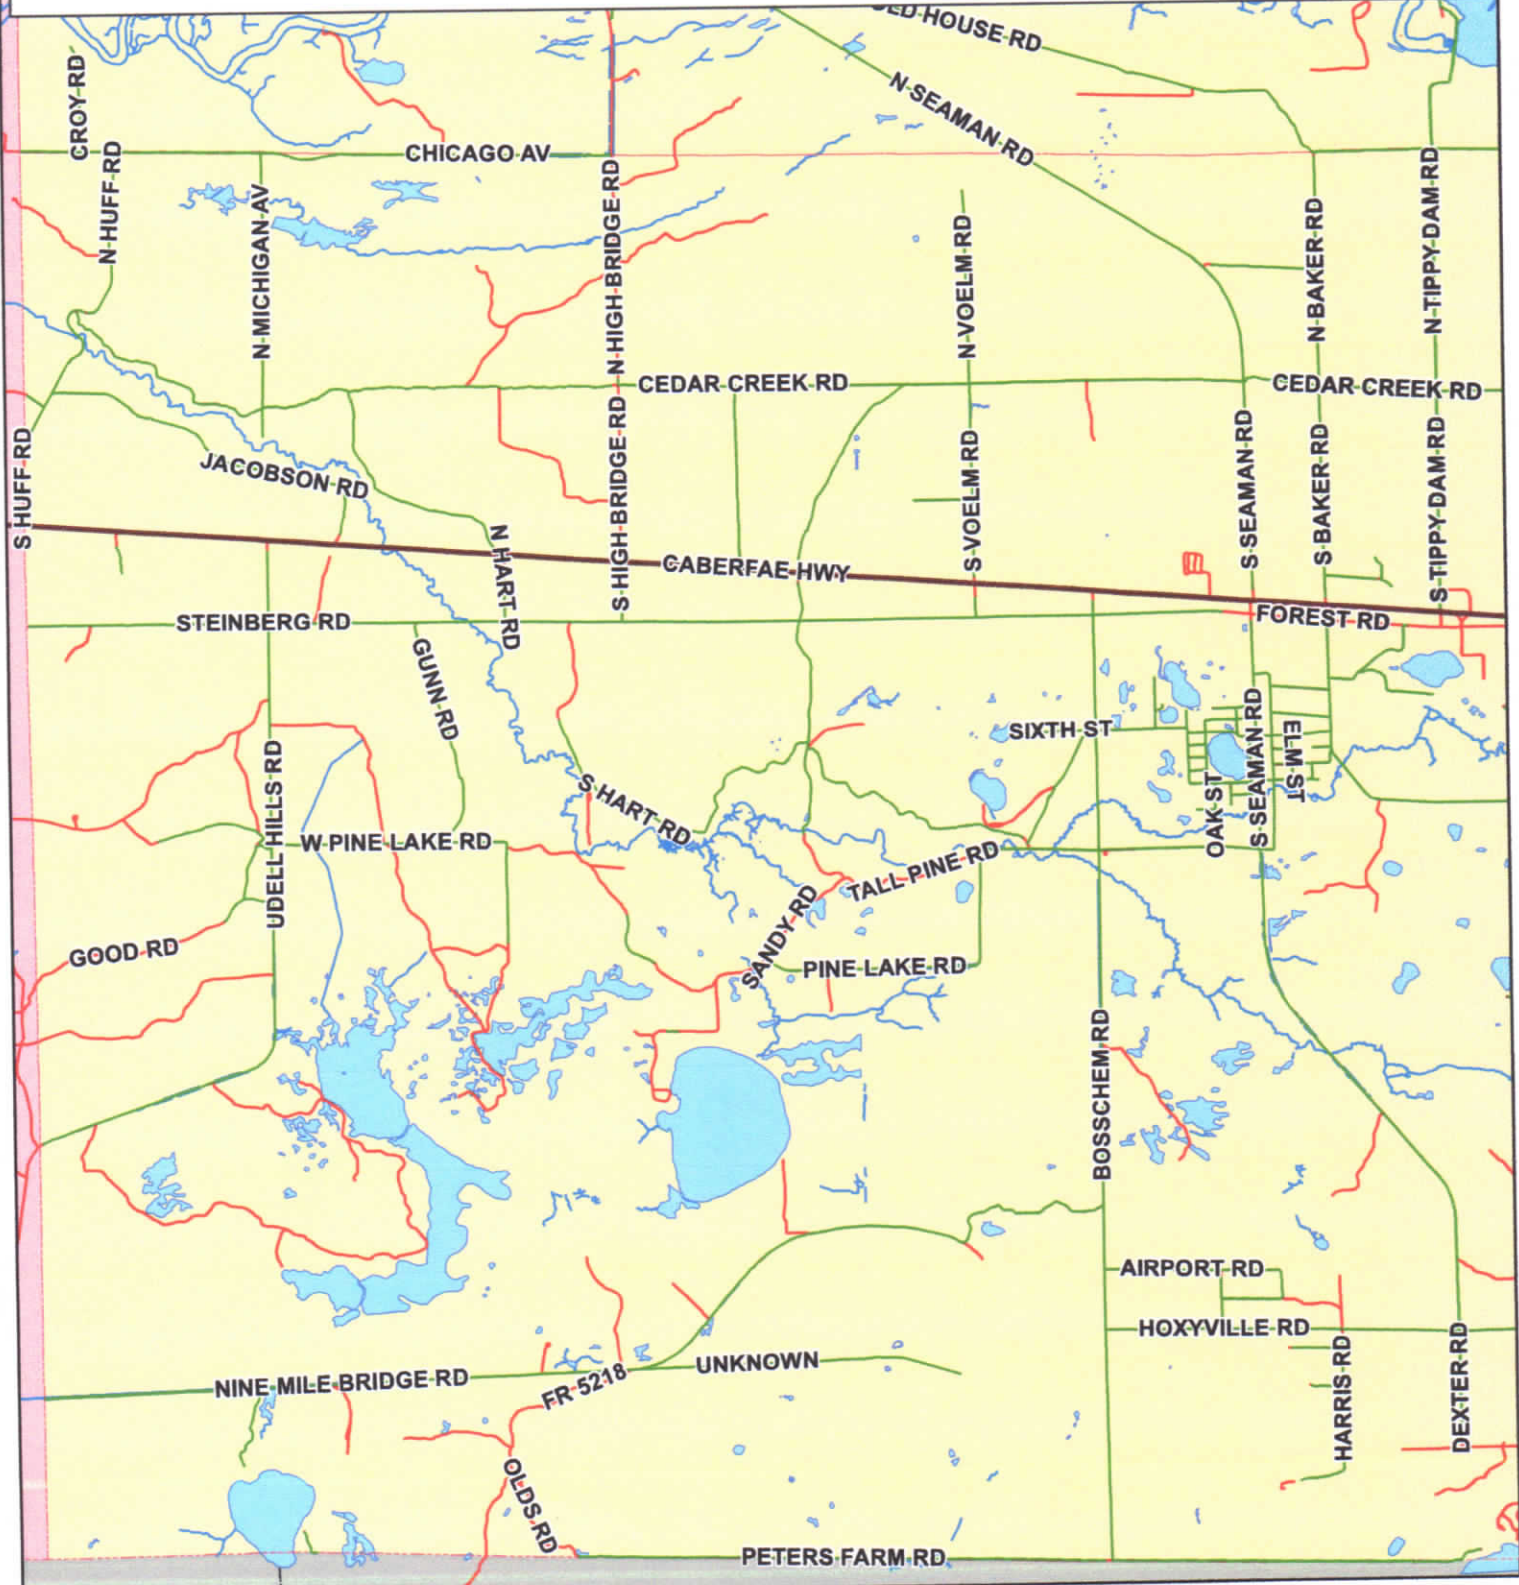 OLD HOUSE RD
N SEAMAN RD
CROY RD
CHICAGO AV
N HUFF RD
N MICHIGAN AV
N HIGH BRIDGE RD
N VOELM RD
N BAKER RD
N TIPPY DAM RD
CEDAR CREEK RD
CEDAR CREEK RD
S HUFF RD
JACOBSON RD
S HIGH BRIDGE RD
S VOELM RD
S SEAMAN RD
S BAKER RD
S TIPPY DAM RD
N HART RD
CABERFAE HWY
STEINBERG RD
FOREST RD
GUNN RD
SIXTH ST
S SEAMAN RD
ELM ST
OAK ST
UDELL HILLS RD
S HART RD
W PINE LAKE RD
TALL PINE RD
SANDY RD
GOOD RD
PINE LAKE RD
BOSSCHEM RD
AIRPORT RD
HOXYVILLE RD
HARRIS RD
DEXTER RD
NINE MILE BRIDGE RD
UNKNOWN
FR 5218
OLDS RD
PETERS FARM RD